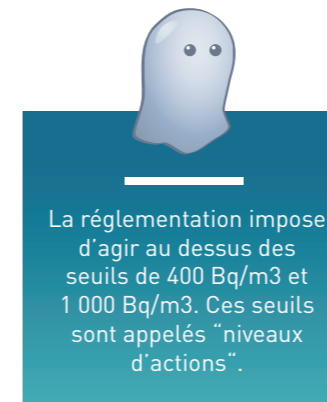 La réglementation impose
d'agir au dessus des
seuils de 400 Bq/m3 et
1 000 Bq/m3. Ces seuils
sont appelés “niveaux
d'actions“.